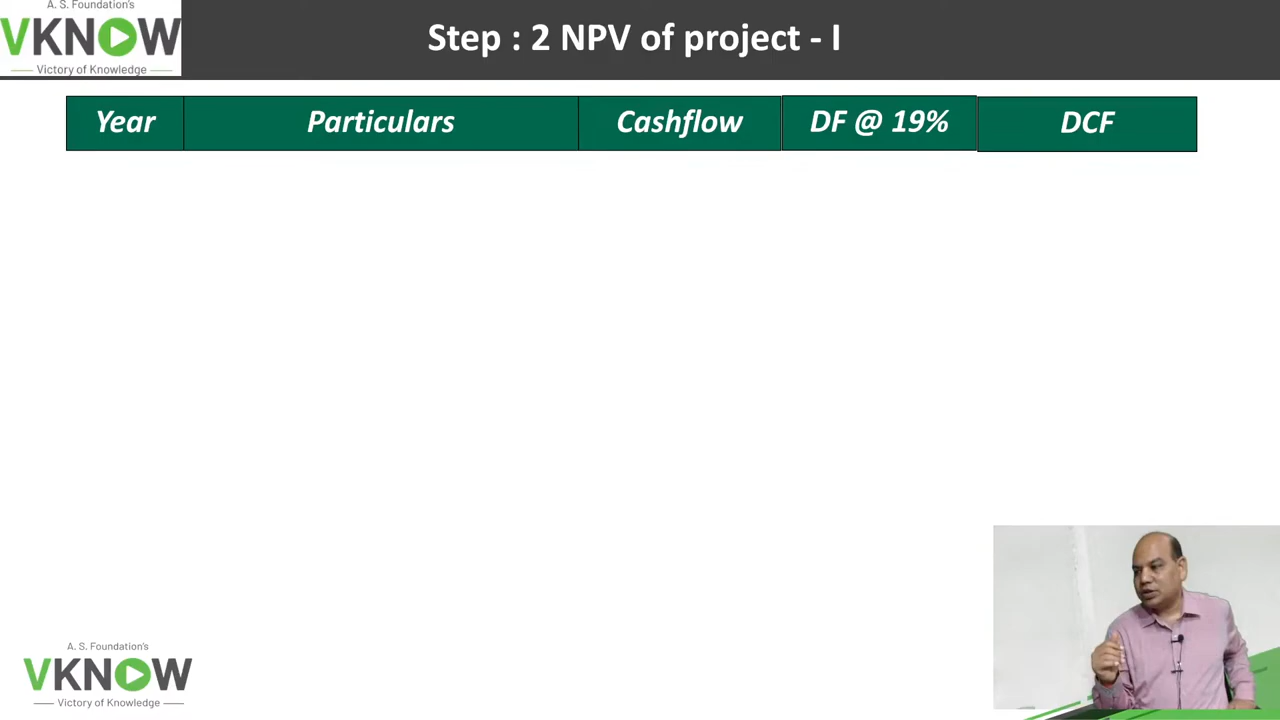 A. S. Foundation's
VKNOW
Victory of Knowledge
Step : 2 NPV of project - I
Year Particulars Cashflow DF @ 19% DCF
A. S. Foundation's
VKNOW
Victory of Knowledge